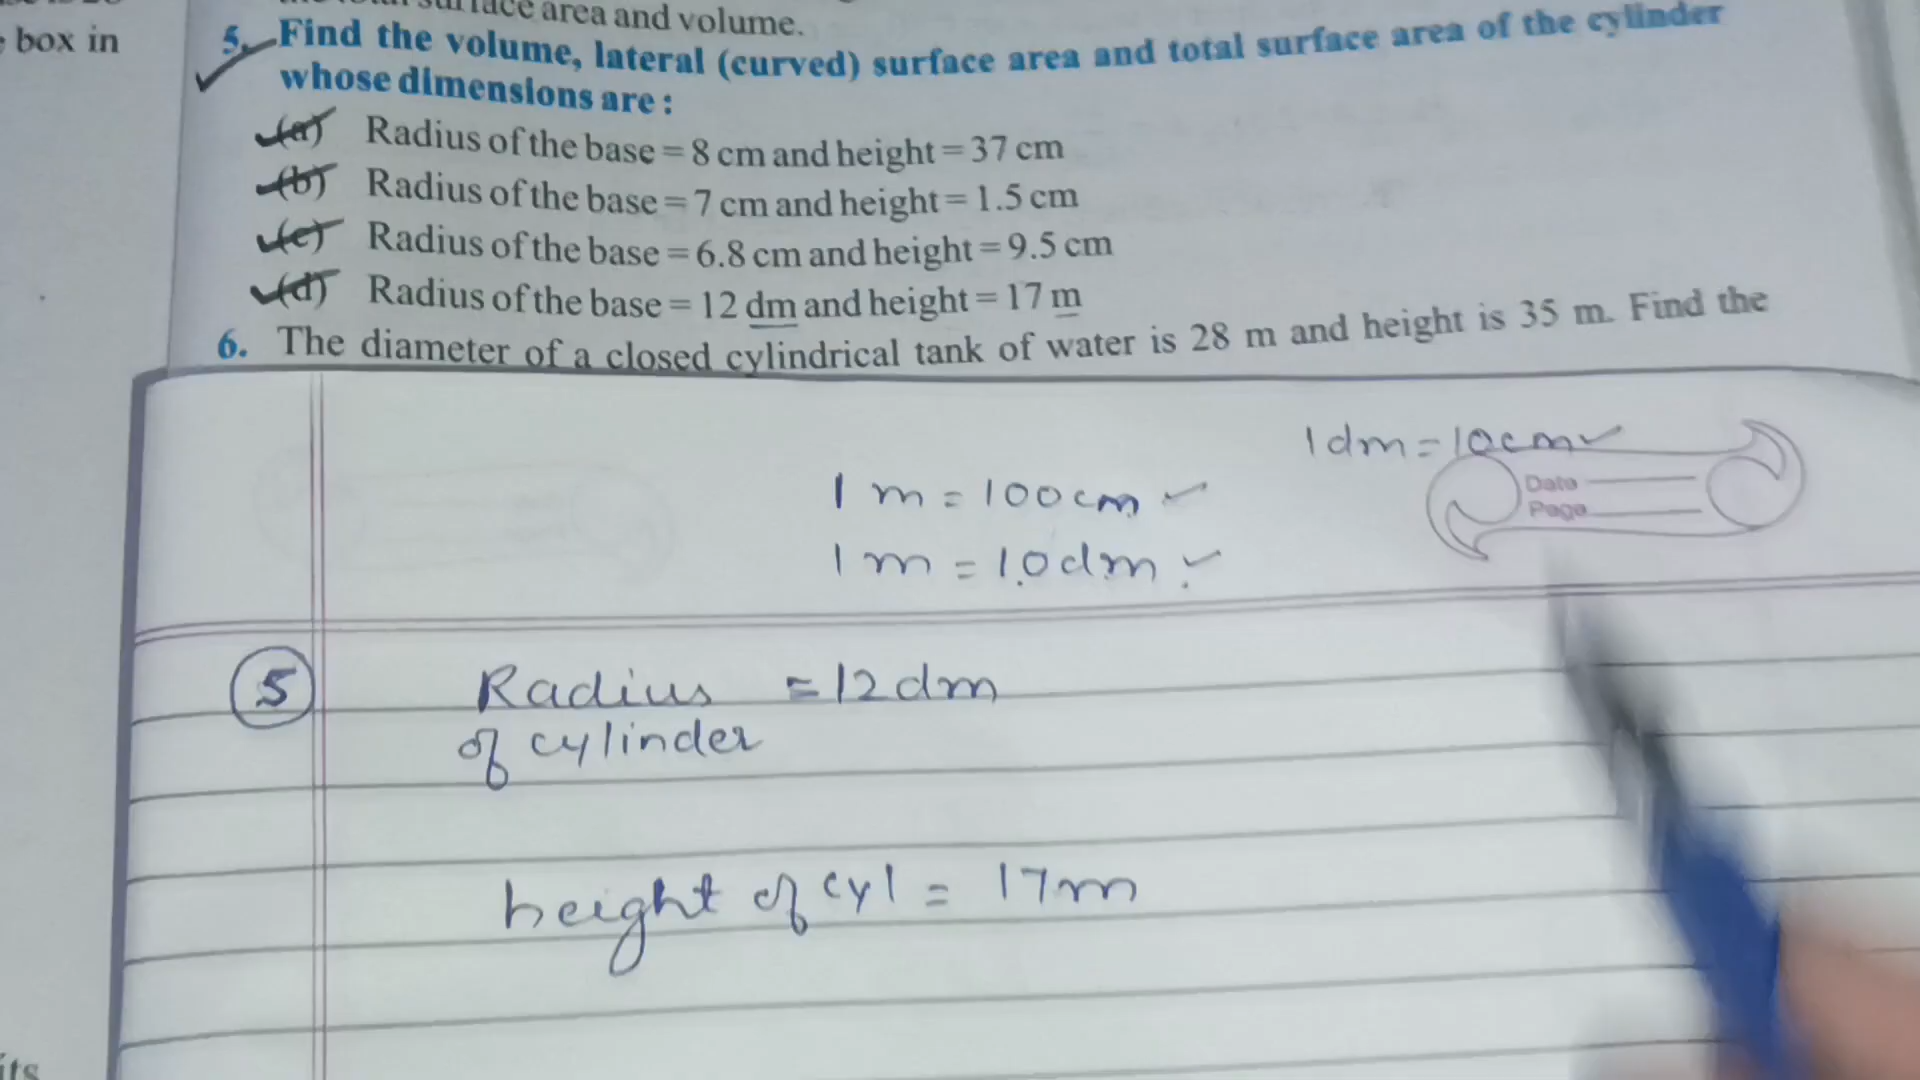 box in
surface area and volume.
5. Find the volume, lateral (curved) surface area and total surface area of the cylinder
whose dimensions are :
(a) Radius of the base = 8 cm and height = 37 cm
(b) Radius of the base = 7 cm and height = 1.5 cm
(c) Radius of the base = 6.8 cm and height = 9.5 cm
(d) Radius of the base = 12 dm and height = 17 m
6. The diameter of a closed cylindrical tank of water is 28 m and height is 35 m. Find the
1 dm = 10cm
1 m = 100cm
1 m = 10dm
Date
Page
5 Radius = 12dm
of cylinder
height of cyl = 17m
its